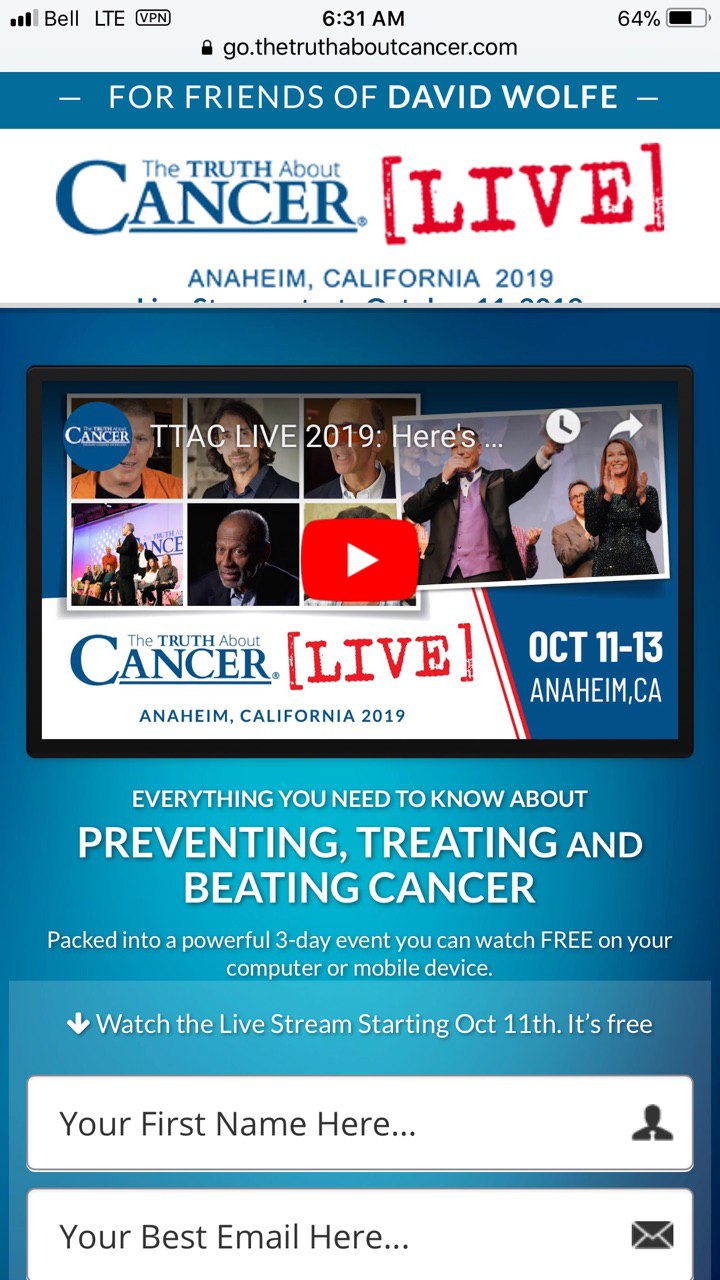 Bell LTE VPN 6:31 AM 64%
go.thetruthaboutcancer.com
— FOR FRIENDS OF DAVID WOLFE —
The TRUTH About
CANCER® [LIVE]
ANAHEIM, CALIFORNIA 2019
The TRUTH About
CANCER
TTAC LIVE 2019: Here's ...
The TRUTH About
CANCER® [LIVE]
ANAHEIM, CALIFORNIA 2019
OCT 11-13
ANAHEIM,CA
EVERYTHING YOU NEED TO KNOW ABOUT
PREVENTING, TREATING AND
BEATING CANCER
Packed into a powerful 3-day event you can watch FREE on your
computer or mobile device.
Watch the Live Stream Starting Oct 11th. It's free
Your First Name Here...
Your Best Email Here...